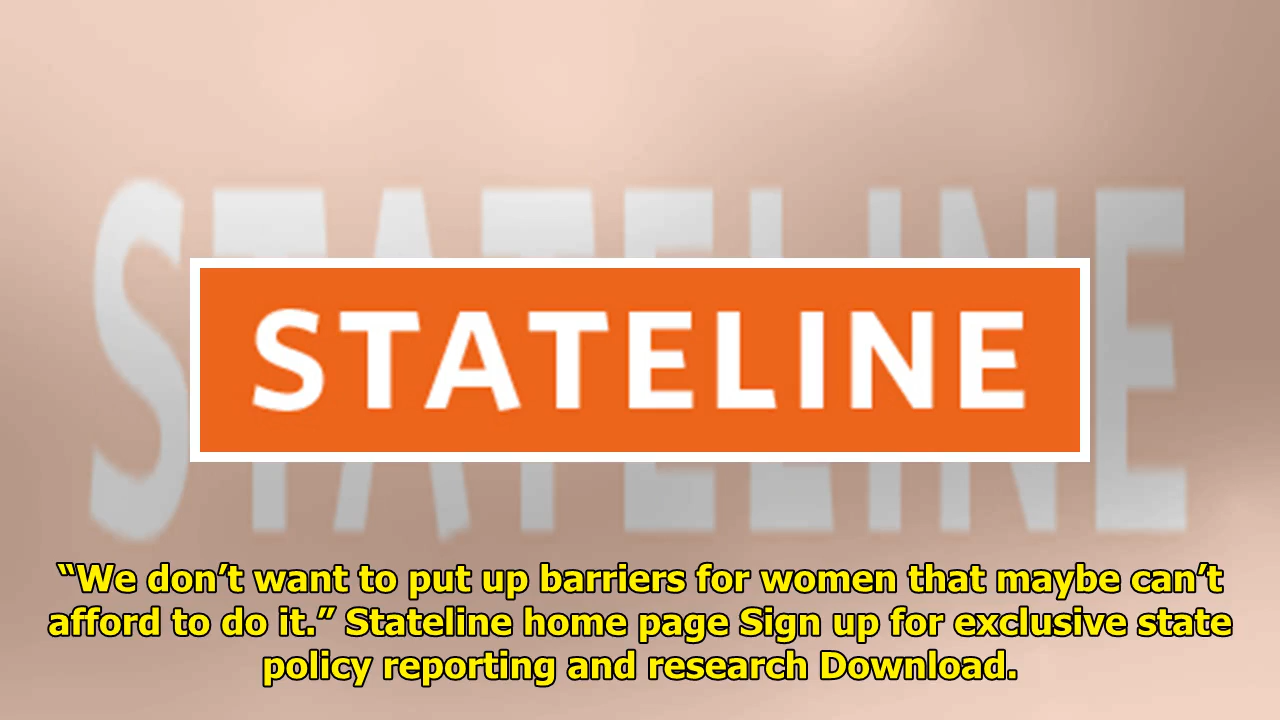 STATELINE
STATELINE
“We don’t want to put up barriers for women that maybe can’t
afford to do it.” Stateline home page Sign up for exclusive state
policy reporting and research Download.